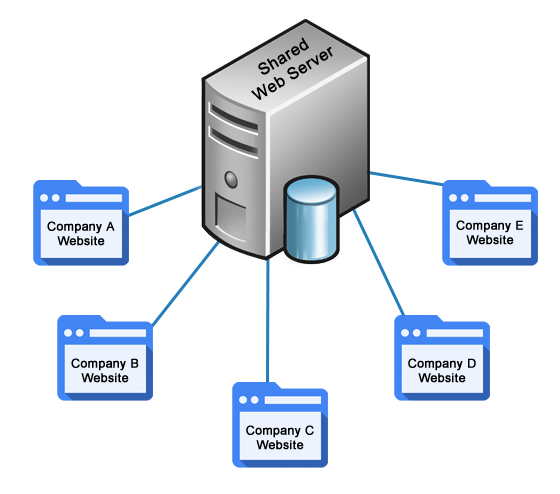 Shared
Web Server
Company A
Website
Company E
Website
Company B
Website
Company D
Website
Company C
Website